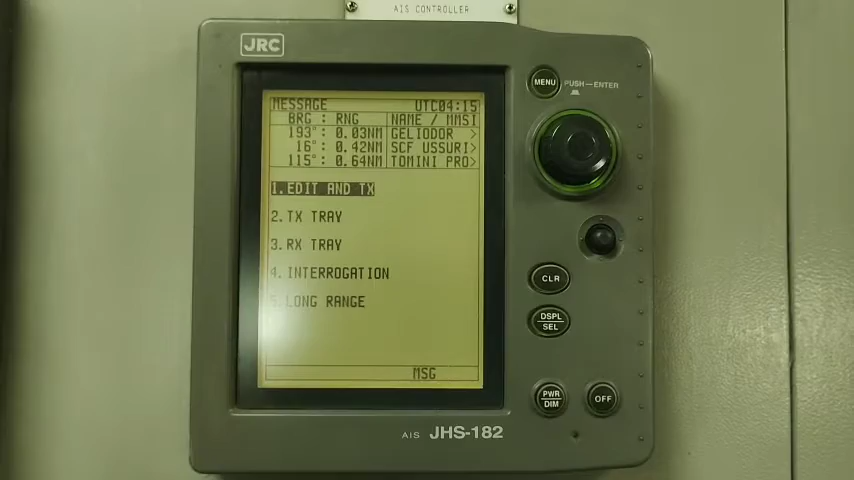 AIS CONTROLLER
JRC
MENU
PUSH—ENTER
MESSAGE UTC04:15
BRG : RNG NAME / MMSI
193°: 0.03NM GELIODOR >
16°: 0.42NM SCF USSURI>
115°: 0.64NM TOMINI PRO>
1.EDIT AND TX
2.TX TRAY
3.RX TRAY
4.INTERROGATION
5.LONG RANGE
MSG
CLR
DSPL
SEL
PWR
DIM
OFF
AIS JHS-182